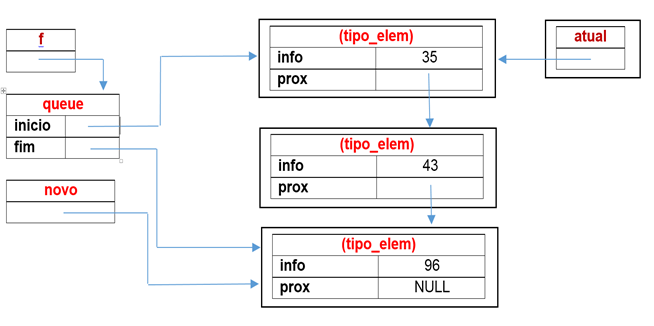 f
queue
inicio
fim
novo
(tipo_elem)
info 35
prox
atual
(tipo_elem)
info 43
prox
(tipo_elem)
info 96
prox NULL